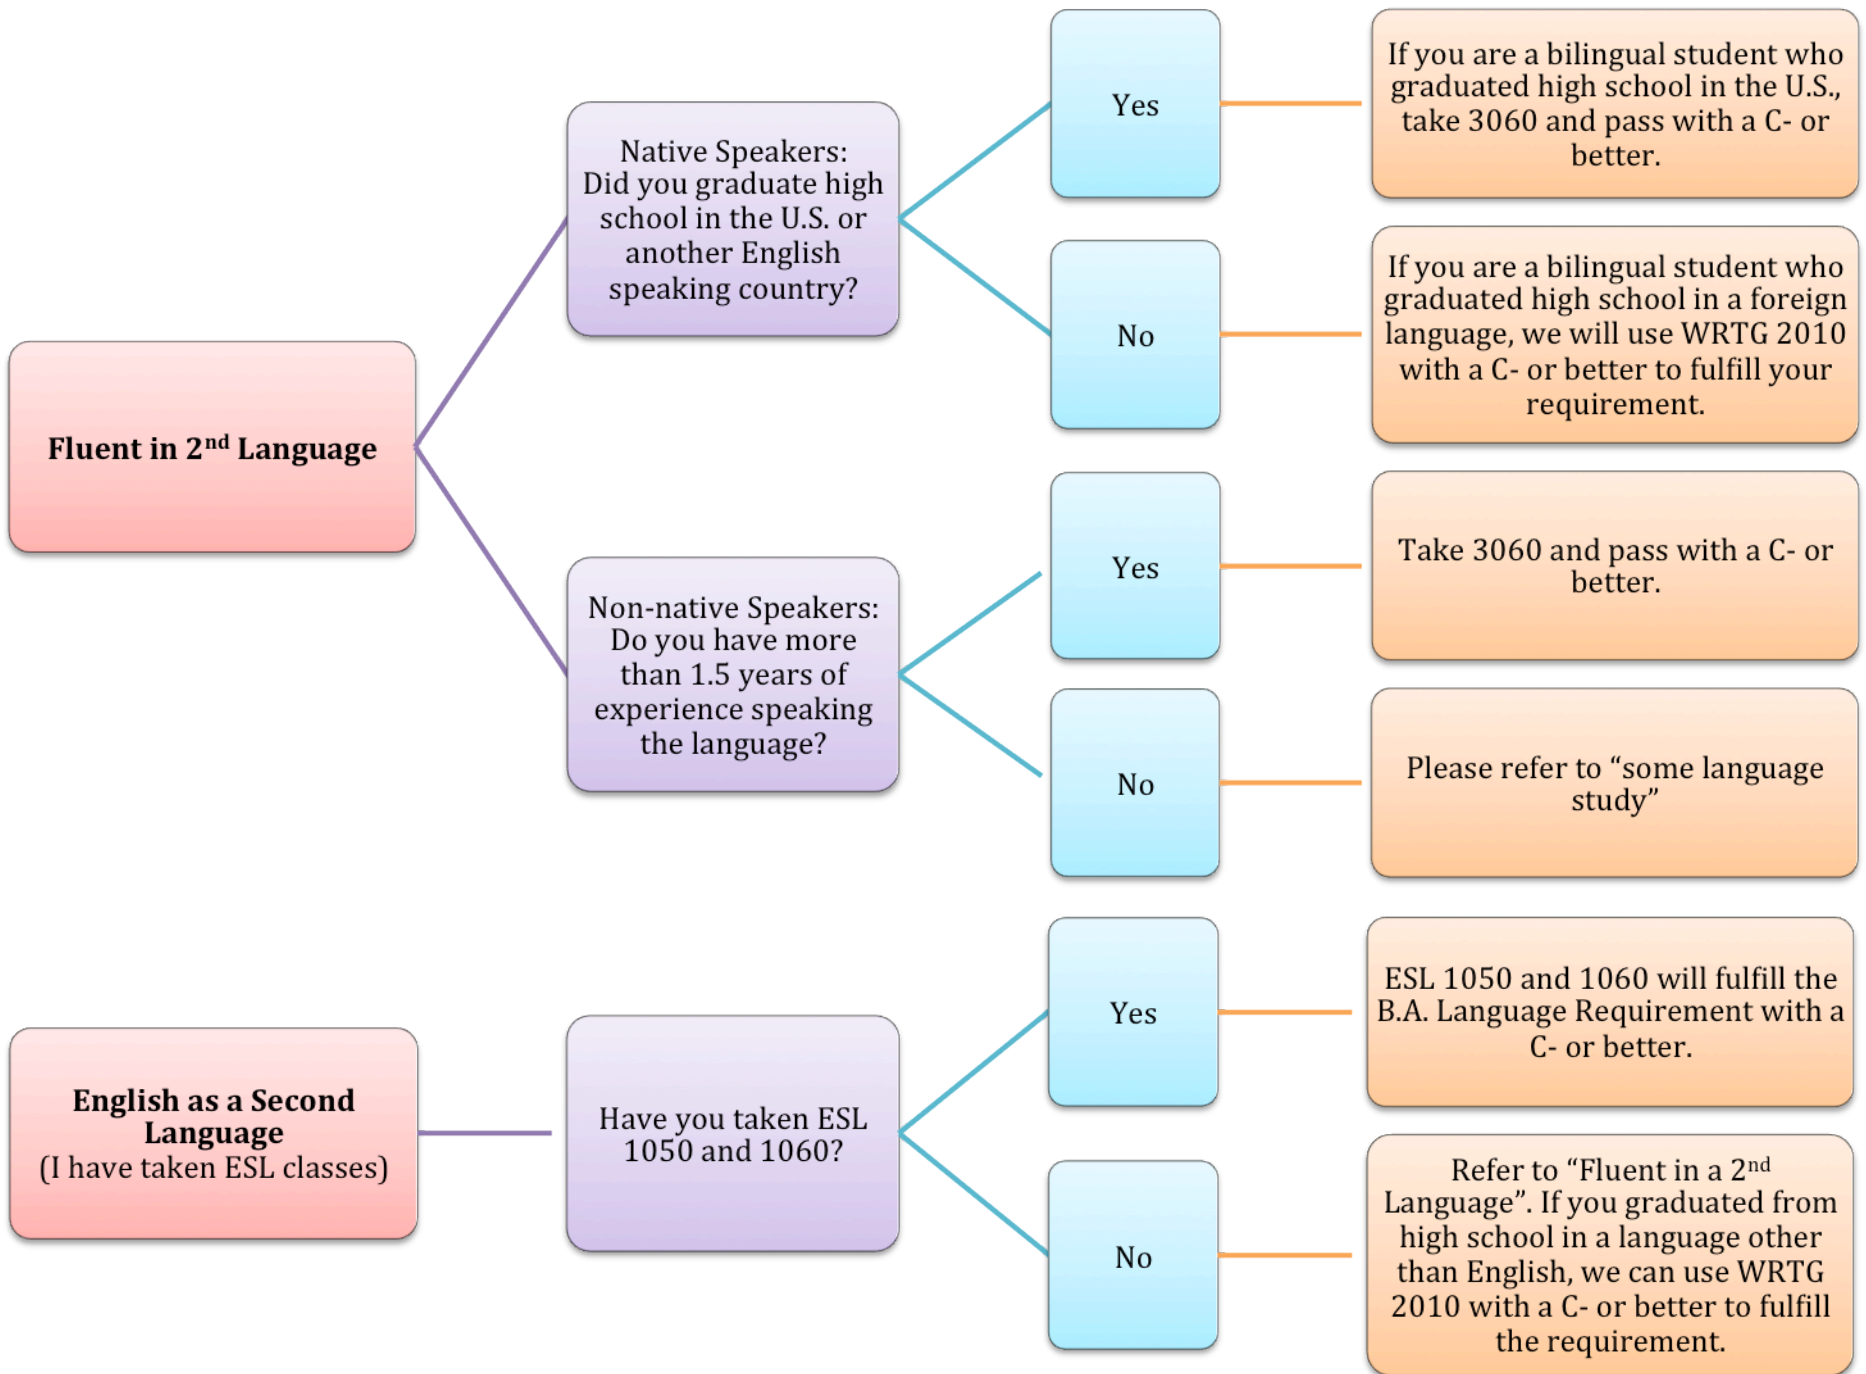 Fluent in 2nd Language
Native Speakers:
Did you graduate high
school in the U.S. or
another English
speaking country?
Yes
If you are a bilingual student who
graduated high school in the U.S.,
take 3060 and pass with a C- or
better.
No
If you are a bilingual student who
graduated high school in a foreign
language, we will use WRTG 2010
with a C- or better to fulfill your
requirement.
Non-native Speakers:
Do you have more
than 1.5 years of
experience speaking
the language?
Yes
Take 3060 and pass with a C- or
better.
No
Please refer to “some language
study”
English as a Second
Language
(I have taken ESL classes)
Have you taken ESL
1050 and 1060?
Yes
ESL 1050 and 1060 will fulfill the
B.A. Language Requirement with a
C- or better.
No
Refer to “Fluent in a 2nd
Language”. If you graduated from
high school in a language other
than English, we can use WRTG
2010 with a C- or better to fulfill
the requirement.